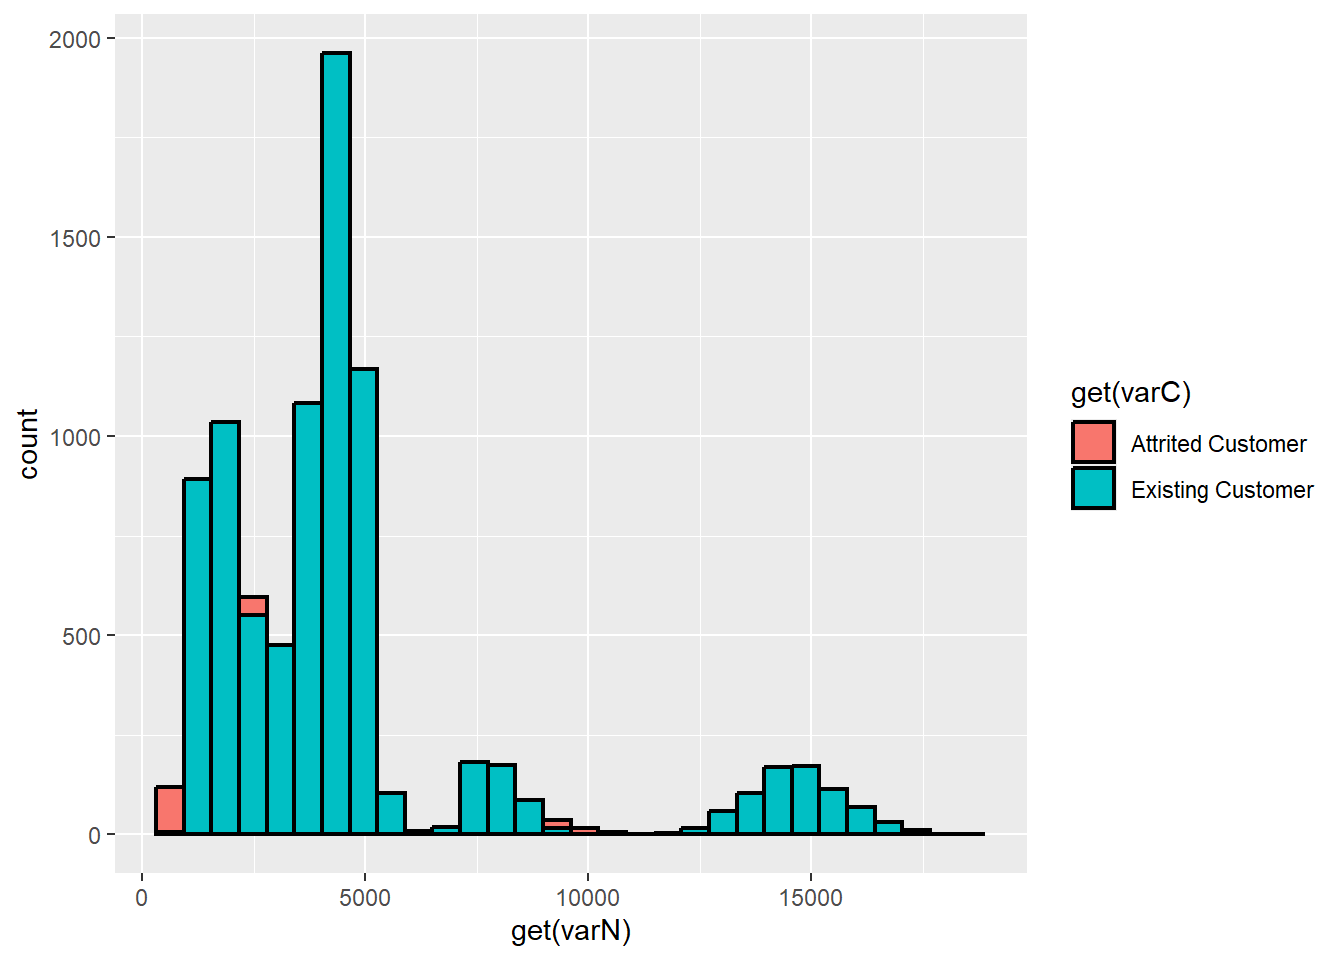 2000
1500
1000
500
0
count
0 5000 10000 15000
get(varN)
get(varC)
Attrited Customer
Existing Customer